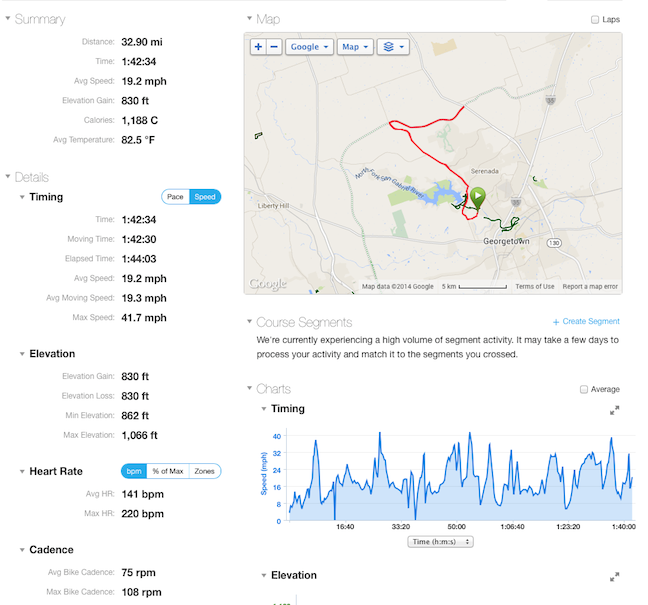 Summary
Distance: 32.90 mi
Time: 1:42:34
Avg Speed: 19.2 mph
Elevation Gain: 830 ft
Calories: 1,188 C
Avg Temperature: 82.5 °F
Details
Timing Pace Speed
Time: 1:42:34
Moving Time: 1:42:30
Elapsed Time: 1:44:03
Avg Speed: 19.2 mph
Avg Moving Speed: 19.3 mph
Max Speed: 41.7 mph
Elevation
Elevation Gain: 830 ft
Elevation Loss: 830 ft
Min Elevation: 862 ft
Max Elevation: 1,066 ft
Heart Rate bpm % of Max Zones
Avg HR: 141 bpm
Max HR: 220 bpm
Cadence
Avg Bike Cadence: 75 rpm
Max Bike Cadence: 108 rpm
Map Laps
+ − Google Map
Serenada
North Fork San Gabriel River
Liberty Hill
Georgetown
130
Google Map data ©2014 Google 5 km Terms of Use Report a map error
Course Segments + Create Segment
We're currently experiencing a high volume of segment activity. It may take a few days to
process your activity and match it to the segments you crossed.
Charts Average
Timing
Speed (mph)
40
32
24
16
8
0
16:40 33:20 50:00 1:06:40 1:23:20 1:40:00
Time (h:m:s)
Elevation